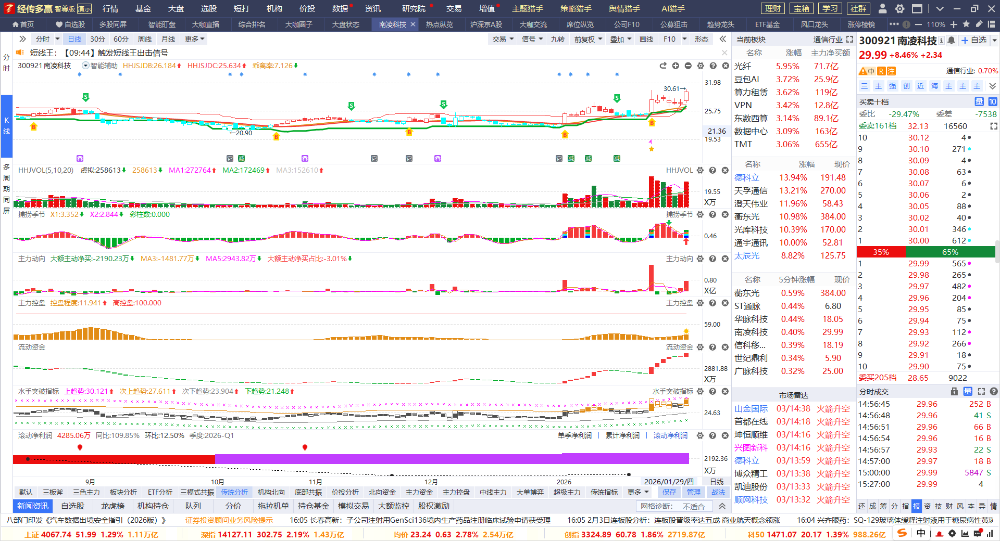 经传多赢 智尊版 演示 行情 基金 大盘 选股 短打 机构 价投 数据 资讯 研究院 交易 增值 主题猎手 策略猎手 舆情猎手 AI猎手 理财 宝箱 学习 社群
首页 自选股 多股同屏 智能盯盘 大咖直播 综合排名 大咖圈子 大盘状态 南凌科技 热点纵览 沪深京A股 大咖交流 席位纵览 公司F10 公募狙击 趋势龙头 ETF基金 风口龙头 涨停棱镜 110%
分时 日线 30分 60分 周线 月线 更多 交易 信号 九转 前复权 叠加 画线 F10 形态
短线王：【09:44】触发短线王出击信号
分时
K线
多周期同屏
300921 南凌科技 智能辅助 HHJSJDB:26.184 HHJSJDC:25.634 乖离率:7.126
31.98
30.61
25.75
21.36
20.90
19.53
HHJVOL(5,10,20) 虚拟:258613 258613 MA1:272764 MA2:172469 MA3:152610 HHJVOL
19.55
X万
捕捞季节 X1:3.352 X2:2.844 彩柱数:0.000 捕捞季节
0.46
主力动向 大额主动净买:-2190.23万 MA3:-1481.77万 MA5:2943.82万 大额主动净买占比:-3.01% 主力动向
0.80
X亿
主力控盘 控盘程度:11.941 高控盘:100.000 主力控盘
59.00
流动资金 流动资金
2881.88
X万
水手突破指标 上趋势:30.121 次上趋势:27.611 次下趋势:23.904 下趋势:21.248 水手突破指标
24.63
滚动净利润 4285.06万 同比:109.85% 环比:12.50% 季度:2026-Q1 单季净利润 累计净利润 滚动净利润
2192.36
X万
9月 10月 11月 12月 2026 2026/01/29/四 日线
默认 三板斧 三色主力 板块分析 ETF分析 三模式共振 传统分析 机构北向 底部共振 价投分析 北向资金 主力资金 主力控盘 中线主力 大单博弈 超级主力 传统指标 更多 保存 管理 战法
新闻资讯 自选股 龙虎榜 机构持仓 队列 分价 拖拉机单 持仓基金 模拟交易 大额监控 股权激励 网格诊断： 不适合
当前板块 通信行业
名称 涨幅 主力净买额
光纤 5.95% 71.7亿
豆包AI 3.72% 25.9亿
算力租赁 3.62% 119亿
VPN 3.42% 12.8亿
东数西算 3.14% 89.1亿
数据中心 3.09% 163亿
TMT 3.06% 655亿
名称 涨幅 现价
德科立 13.94% 191.48
天孚通信 13.21% 270.00
澄天伟业 11.96% 58.43
蘅东光 10.98% 384.00
光库科技 10.39% 170.00
通宇通讯 10.00% 52.81
太辰光 8.82% 125.75
名称 5分钟涨幅 现价
蘅东光 0.59% 384.00
ST通脉 0.44% 6.80
华脉科技 0.44% 18.05
南凌科技 0.40% 29.99
信科移... 0.39% 18.19
世纪鼎利 0.34% 5.90
广脉科技 0.32% 25.00
市场雷达
山金国际 03/14:38 火箭升空
首都在线 03/14:18 火箭升空
坤恒顺维 03/14:16 火箭升空
兴图新科 03/14:16 火箭升空
德科立 03/13:59 火箭升空
博众精工 03/13:38 火箭升空
凯迪股份 03/13:33 火箭升空
顺网科技 03/13:32 火箭升空
300921 南凌科技 自选
29.99 +8.46% +2.34
中 R 注 通信行业: 0.70%
三 主 强 创 近 海 主 主 主
买卖十档 量 10
委比 -29.47% 委差 -7538
委卖161档 32.13 16560
10 30.12 4
9 30.10 271
8 30.09 4
7 30.08 63
6 30.07 6
5 30.06 2
4 30.05 88
3 30.02 40
2 30.01 346
1 30.00 612
35% 65%
1 29.99 565
2 29.98 265
3 29.97 482
4 29.96 204
5 29.95 85
6 29.94 75
7 29.93 112
8 29.92 266
9 29.91 18
10 29.90 75
委买205档 28.65 9022
分时成交 量
14:56:45 29.96 252 B
14:56:48 29.96 41 S
14:56:51 29.96 66 B
14:56:54 29.96 16 B
14:56:57 29.93 22 S
14:57:00 29.97 18 B
15:00:00 29.99 5847 S
15:27:00 29.99 4
还 成 筹 分 指 报 资 技 财 风 本 异 情
八部门印发《汽车数据出境安全指引（2026版）》 证券投资顾问业务风险提示 16:05 长春高新：子公司注射用GenSci136境内生产药品注册临床试验申请获受理 16:05 2月3日连板股分析：连板股晋级率达五成 商业航天概念领涨 16:04 兴齐眼药：SQ-129玻璃体缓释注射液用于糖尿病性黄斑
上证 4067.74 51.99 1.29% 1.11万亿 深指 14127.11 302.75 2.19% 1.43万亿 均价 23.24 0.63 2.78% 2.54万亿 创指 3324.89 60.78 1.86% 2719.87亿 科50 1471.07 20.17 1.39% 988.26亿 中